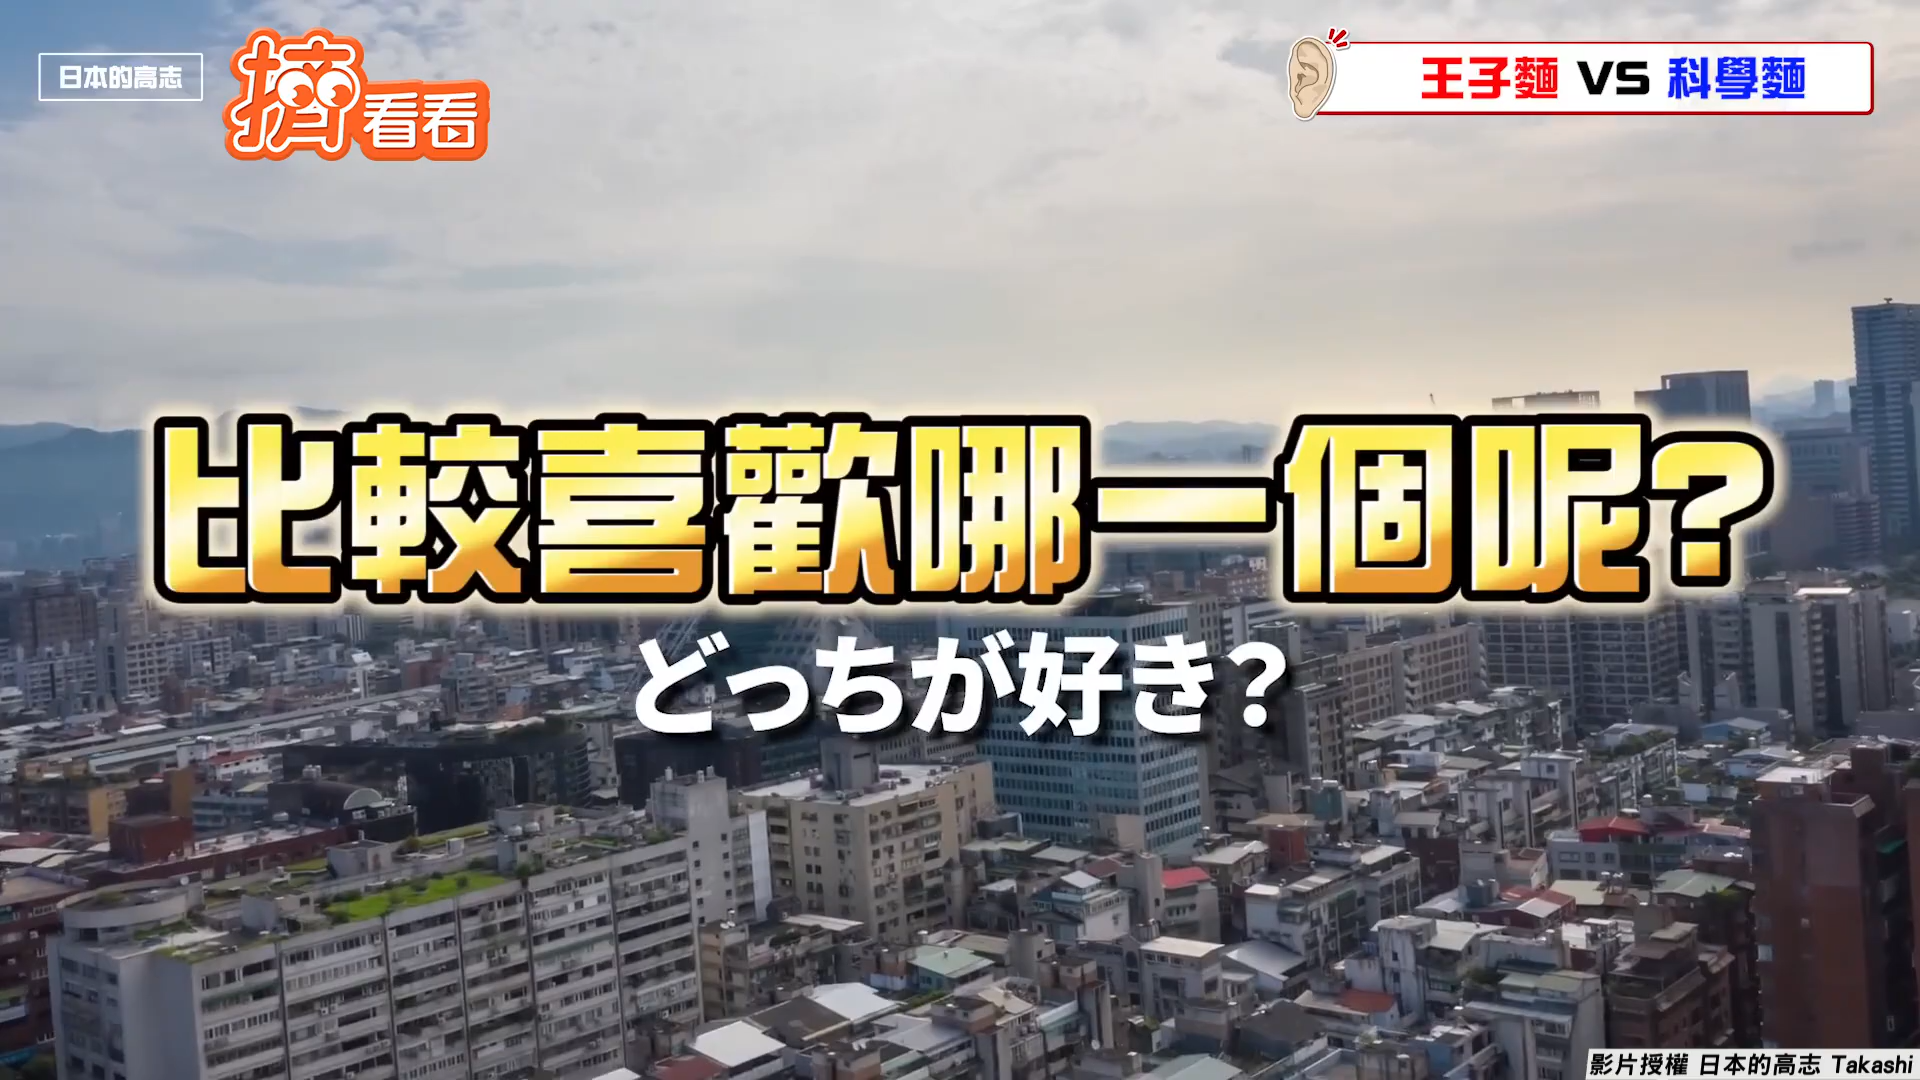 日本的高志
擠看看
王子麵 VS 科學麵
比較喜歡哪一個呢?
どっちが好き?
影片授權 日本的高志 Takashi